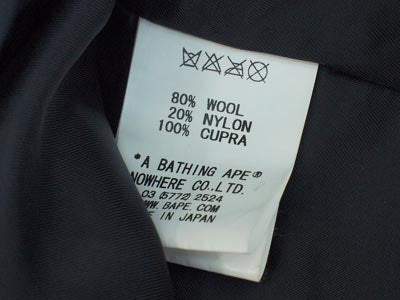 80% WOOL
20% NYLON
100% CUPRA
*A BATHING APE®
NOWHERE CO.,LTD.
03 (5772) 2524
WWW.BAPE.COM
MADE IN JAPAN